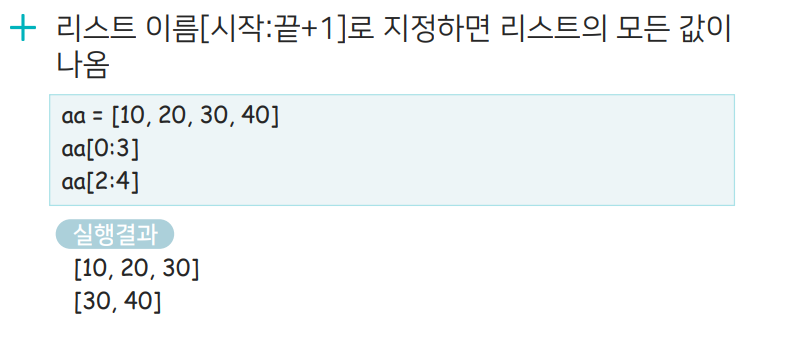 리스트 이름[시작:끝+1]로 지정하면 리스트의 모든 값이
나옴
aa = [10, 20, 30, 40]
aa[0:3]
aa[2:4]
실행결과
[10, 20, 30]
[30, 40]